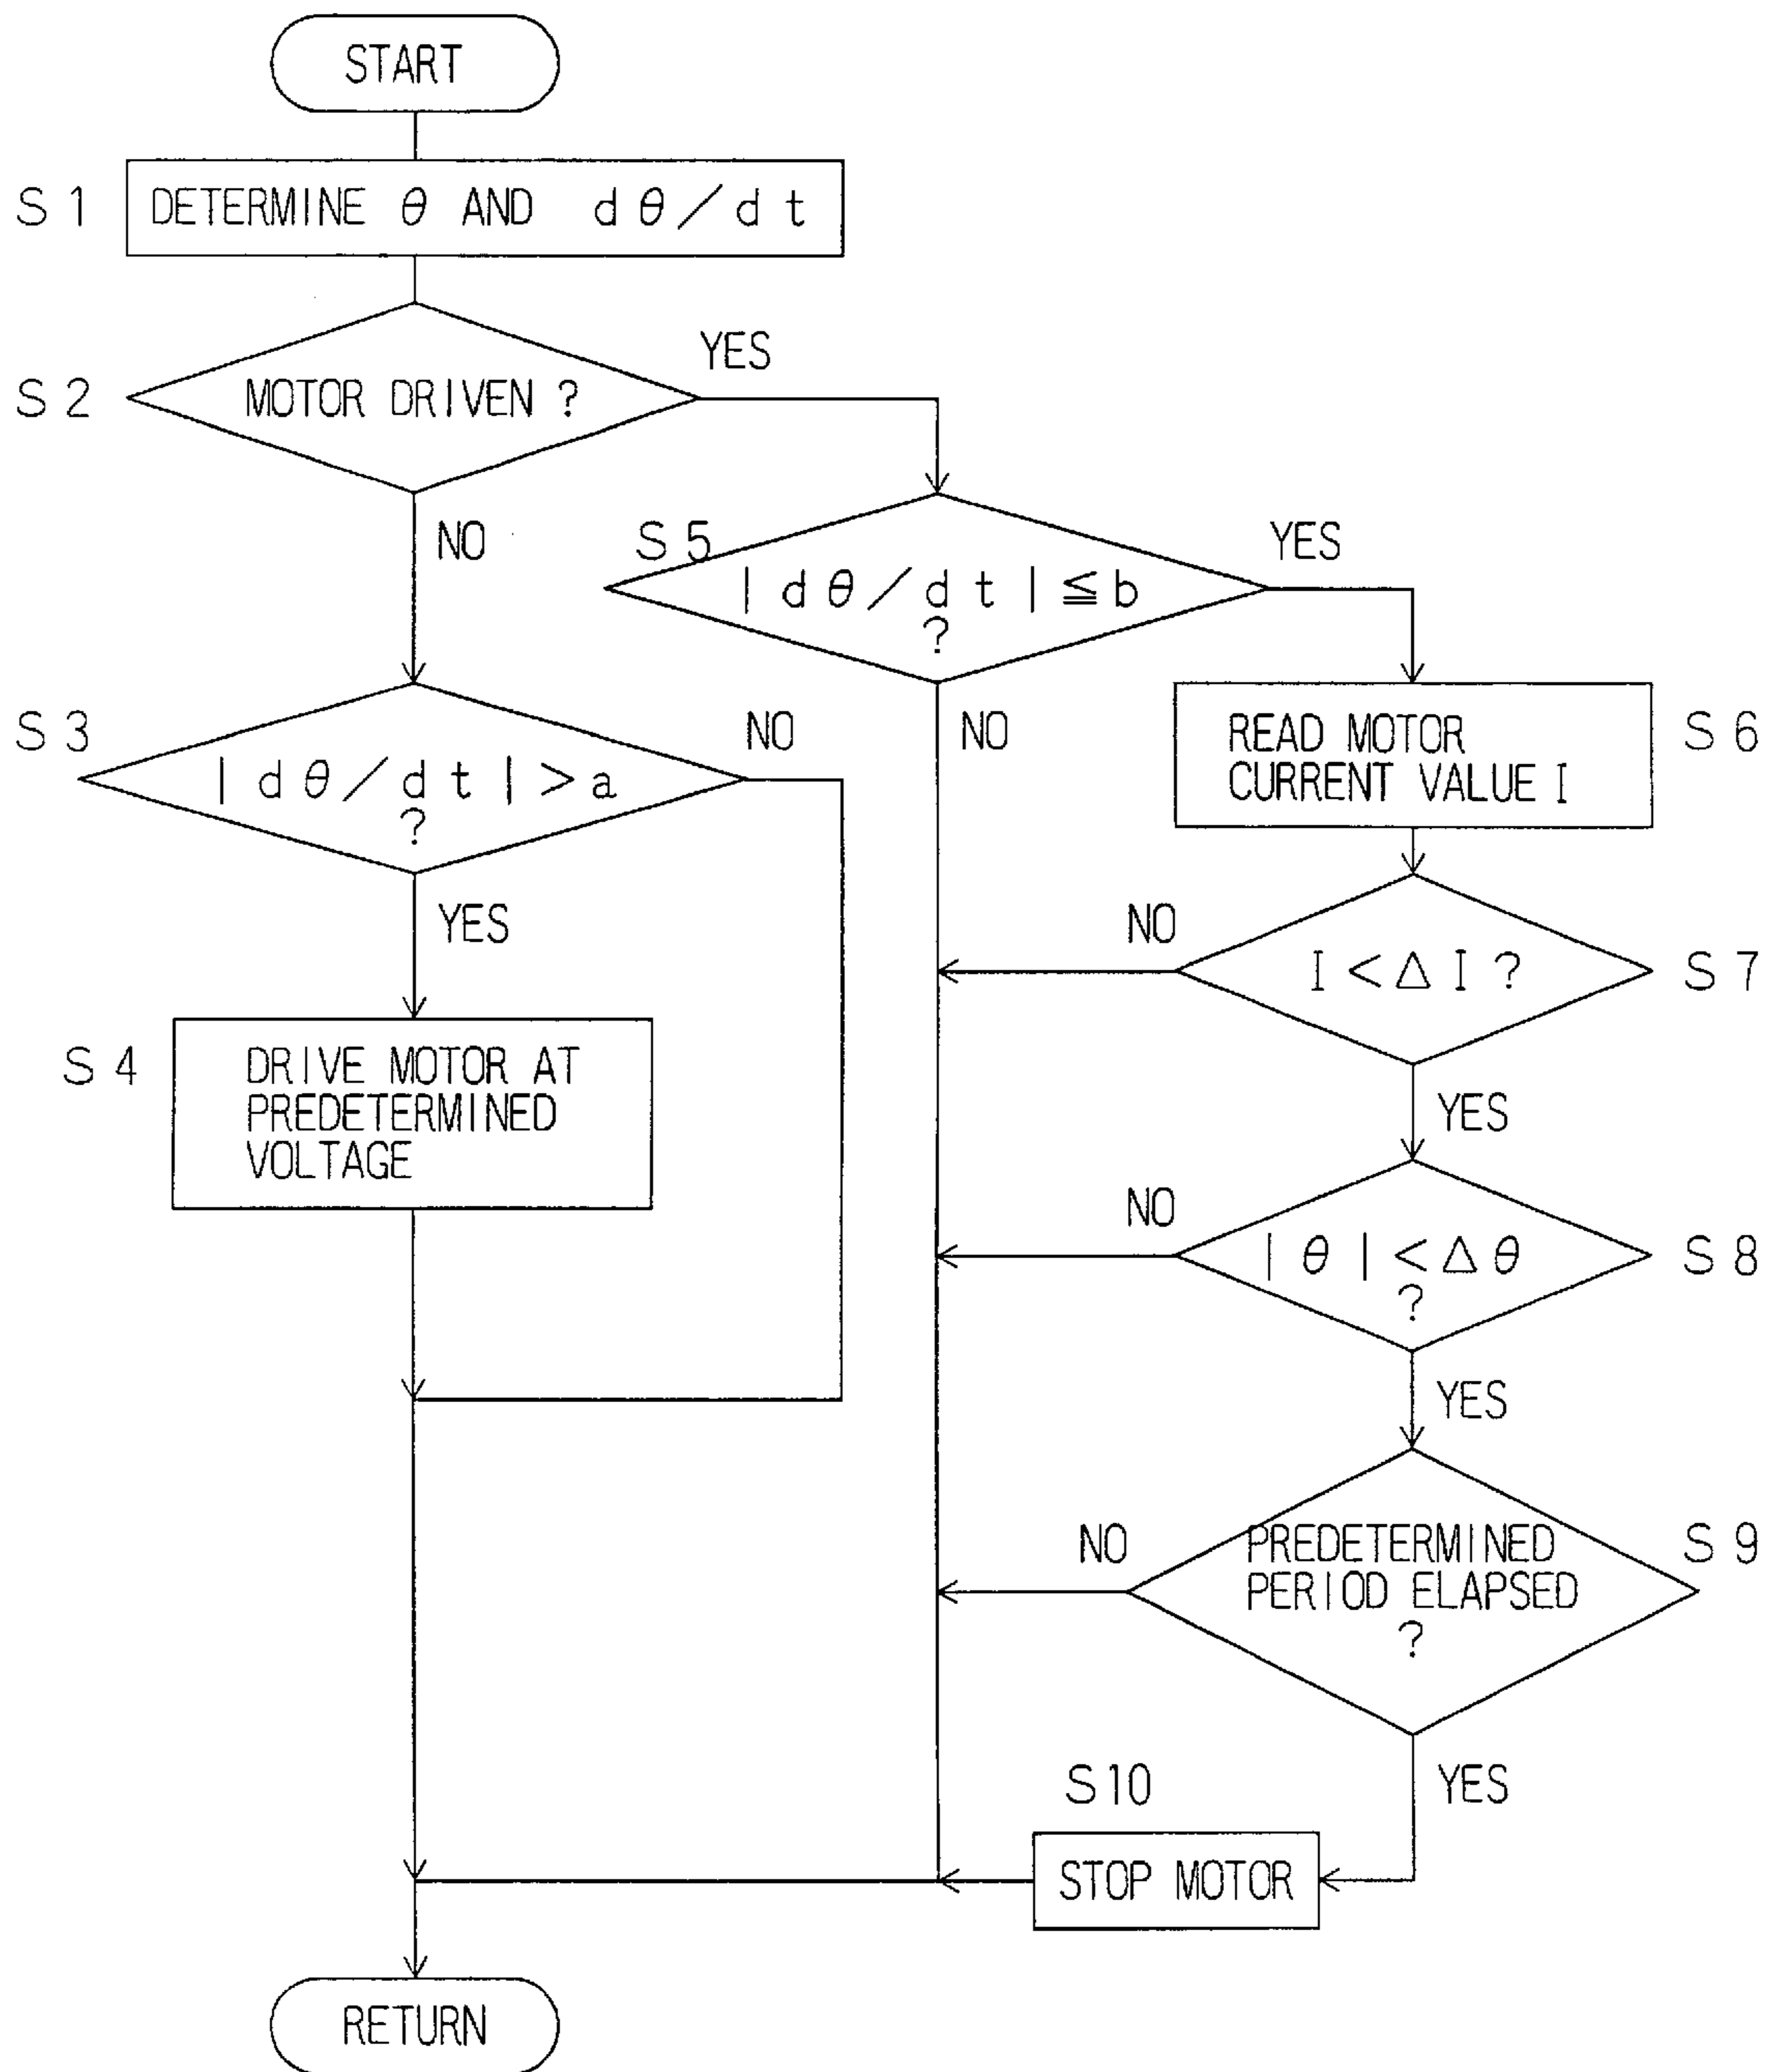 START
S 1
DETERMINE θ AND dθ/dt
S 2
MOTOR DRIVEN ?
YES
NO
S 5
|dθ/dt|≦b
?
YES
NO
S 3
|dθ/dt|>a
?
NO
YES
S 6
READ MOTOR
CURRENT VALUE I
S 4
DRIVE MOTOR AT
PREDETERMINED
VOLTAGE
NO
I<ΔI ?
S 7
YES
NO
|θ|<Δθ
?
S 8
YES
NO
PREDETERMINED
PERIOD ELAPSED
?
S 9
YES
S10
STOP MOTOR
RETURN